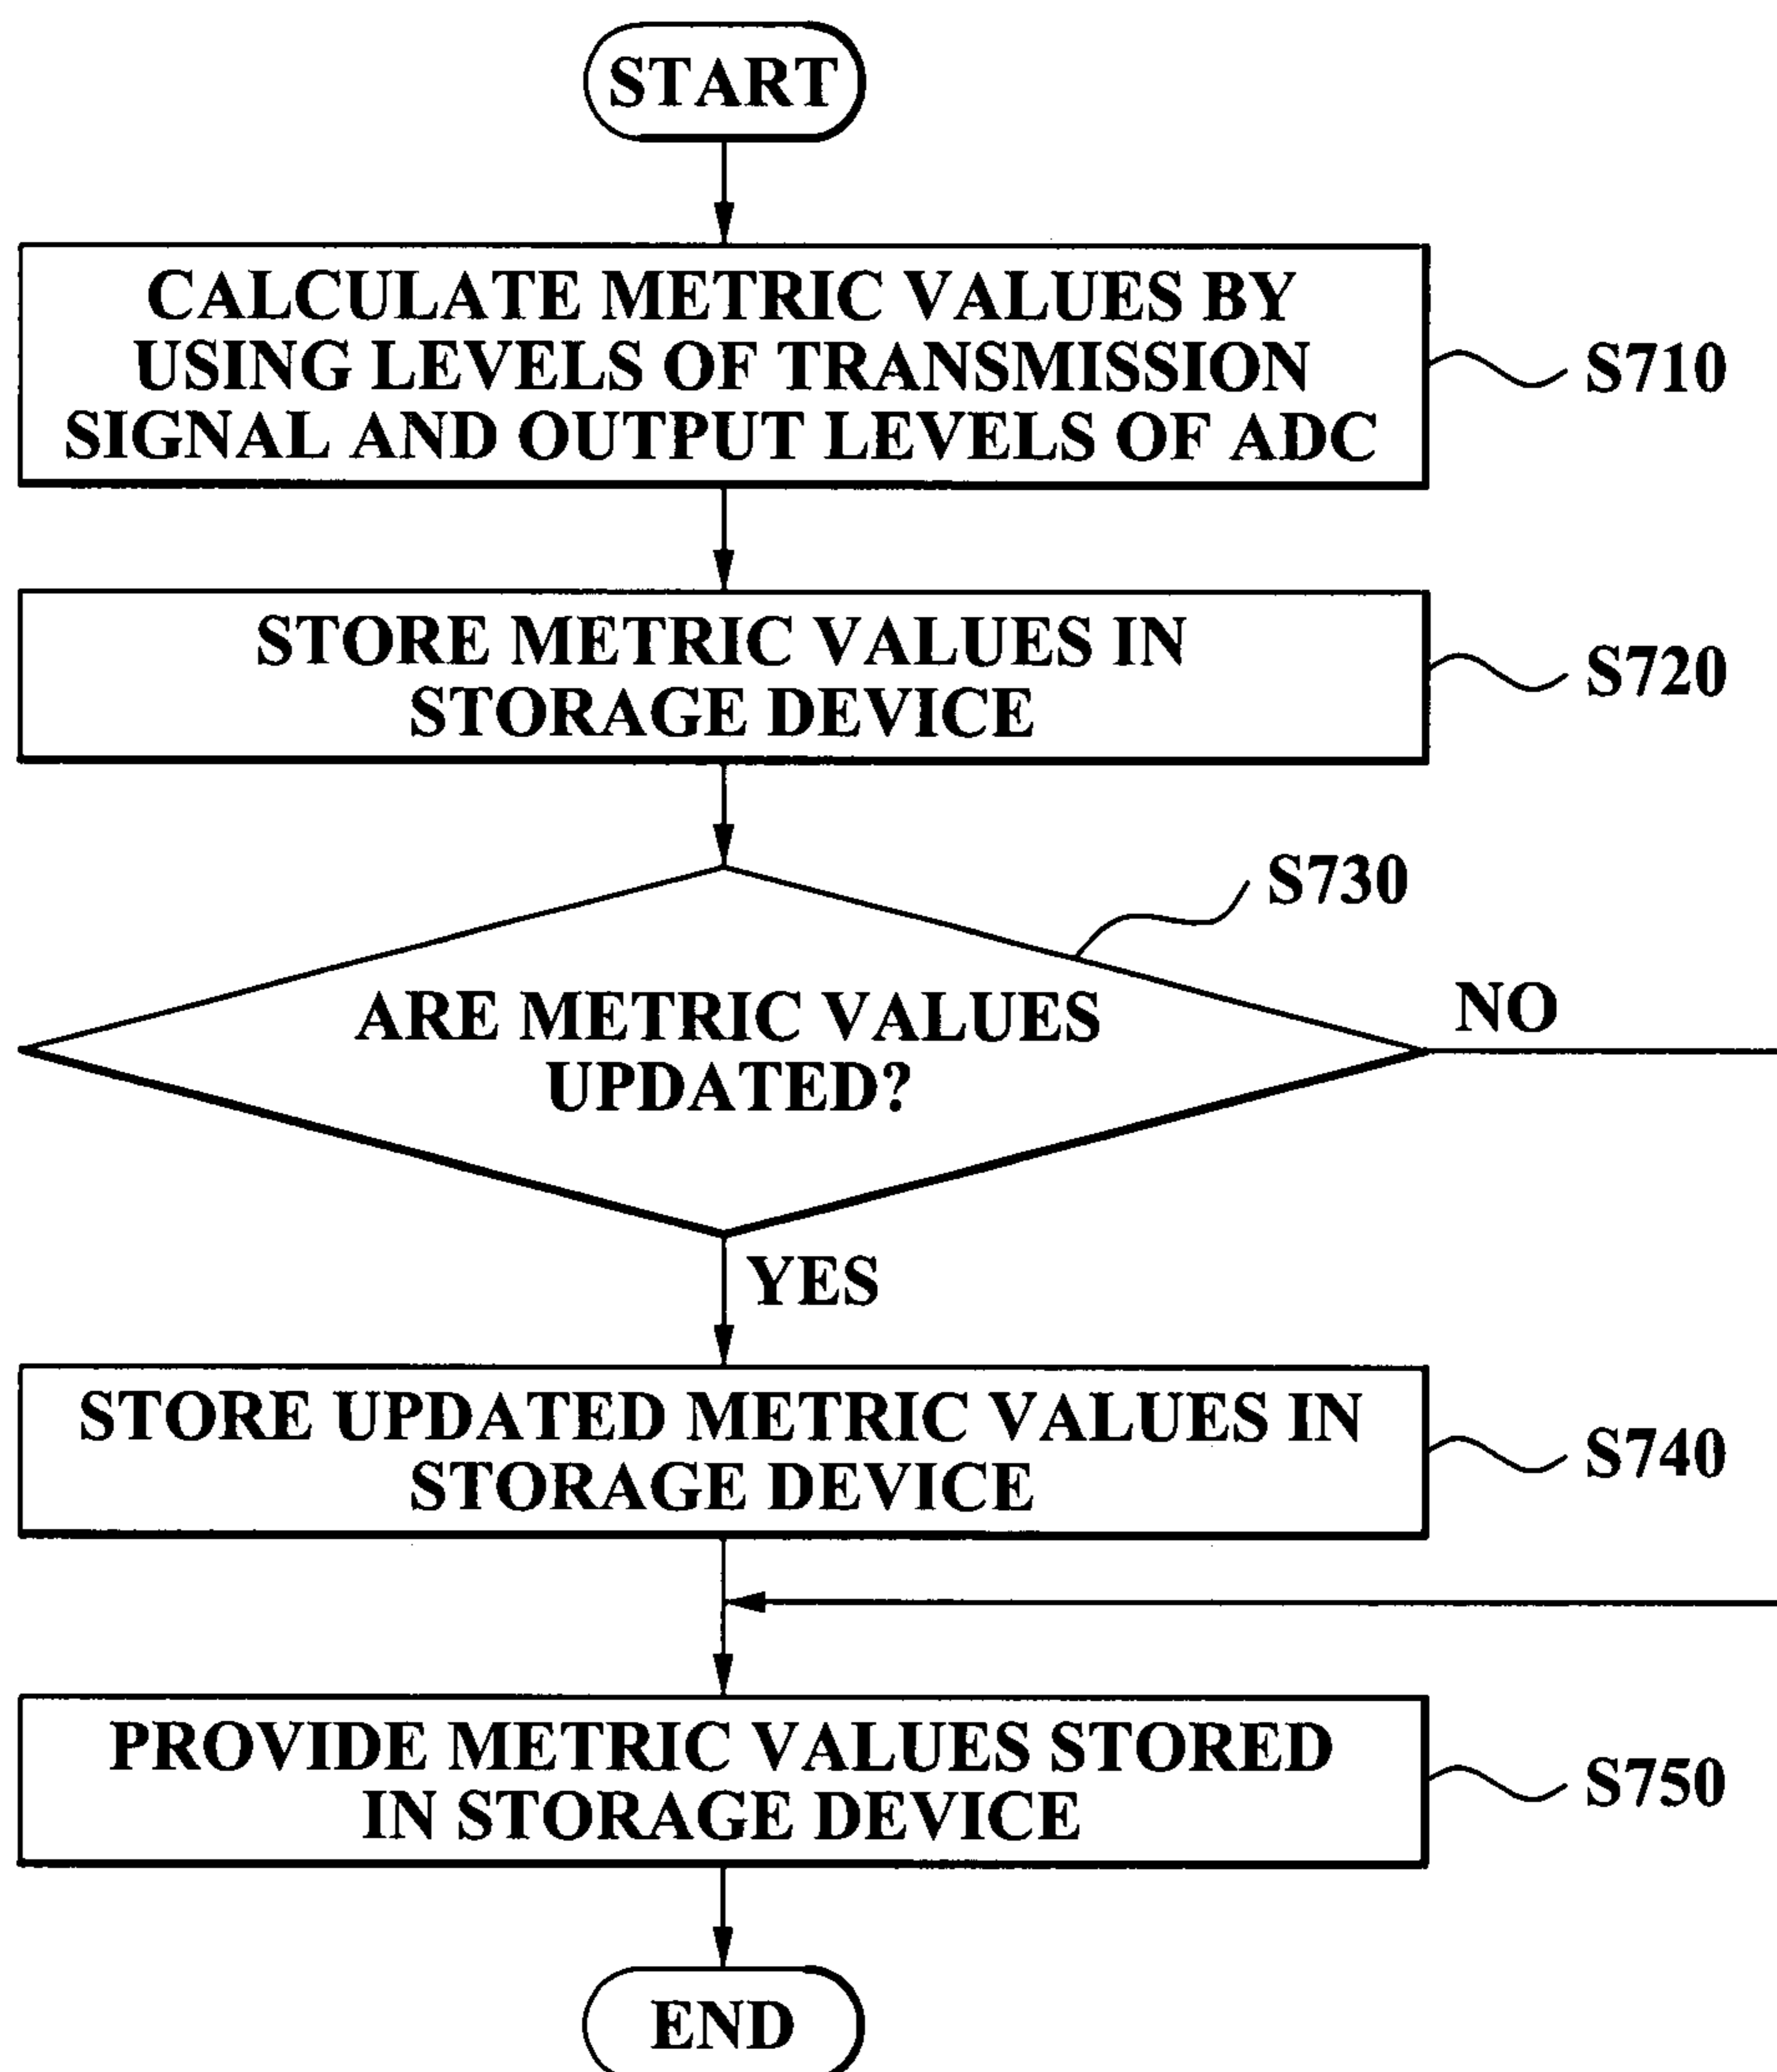 START
CALCULATE METRIC VALUES BY
USING LEVELS OF TRANSMISSION
SIGNAL AND OUTPUT LEVELS OF ADC
S710
STORE METRIC VALUES IN
STORAGE DEVICE
S720
S730
ARE METRIC VALUES
UPDATED?
NO
YES
STORE UPDATED METRIC VALUES IN
STORAGE DEVICE
S740
PROVIDE METRIC VALUES STORED
IN STORAGE DEVICE
S750
END